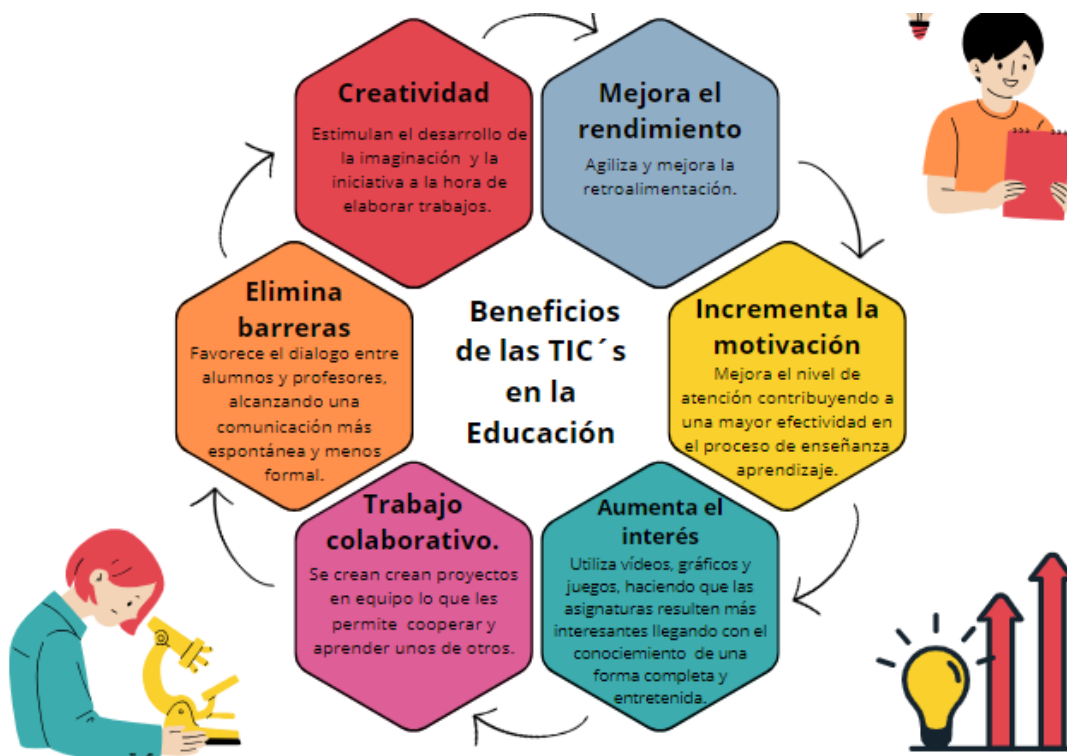 Creatividad
Estimulan el desarrollo de
la imaginación y la
iniciativa a la hora de
elaborar trabajos.
Mejora el
rendimiento
Agiliza y mejora la
retroalimentación.
Elimina
barreras
Favorece el dialogo entre
alumnos y profesores,
alcanzando una
comunicación más
espontánea y menos
formal.
Beneficios
de las TIC´s
en la
Educación
Incrementa la
motivación
Mejora el nivel de
atención contribuyendo a
una mayor efectividad en
el proceso de enseñanza
aprendizaje.
Trabajo
colaborativo.
Se crean crean proyectos
en equipo lo que les
permite cooperar y
aprender unos de otros.
Aumenta el
interés
Utiliza vídeos, gráficos y
juegos, haciendo que las
asignaturas resulten más
interesantes llegando con el
conociemiento de una
forma completa y
entretenida.